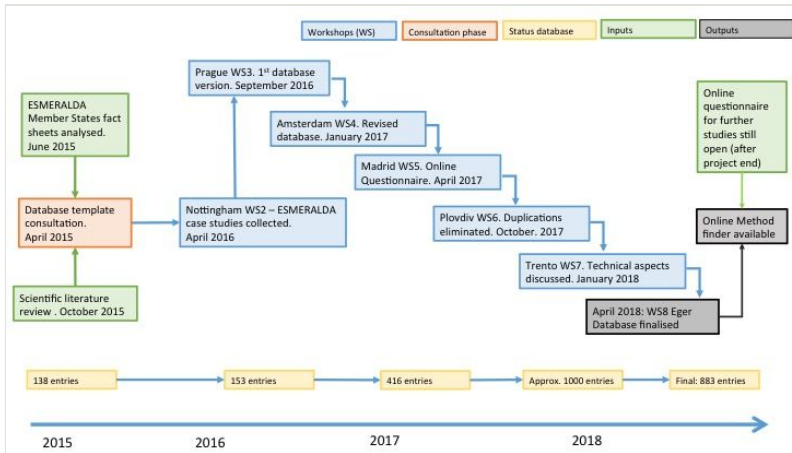 Workshops (WS)
Consultation phase
Status database
Inputs
Outputs
Prague WS3. 1st database
version. September 2016
ESMERALDA
Member States fact
sheets analysed.
June 2015
Amsterdam WS4. Revised
database. January 2017
Online
questionnaire
for further
studies still
open (after
project end)
Madrid WS5. Online
Questionnaire. April 2017
Database template
consultation.
April 2015
Nottingham WS2 – ESMERALDA
case studies collected.
April 2016
Plovdiv WS6. Duplications
eliminated. October. 2017
Online Method
finder available
Trento WS7. Technical aspects
discussed. January 2018
Scientific literature
review . October 2015
April 2018: WS8 Eger
Database finalised
138 entries
153 entries
416 entries
Approx. 1000 entries
Final: 883 entries
2015
2016
2017
2018